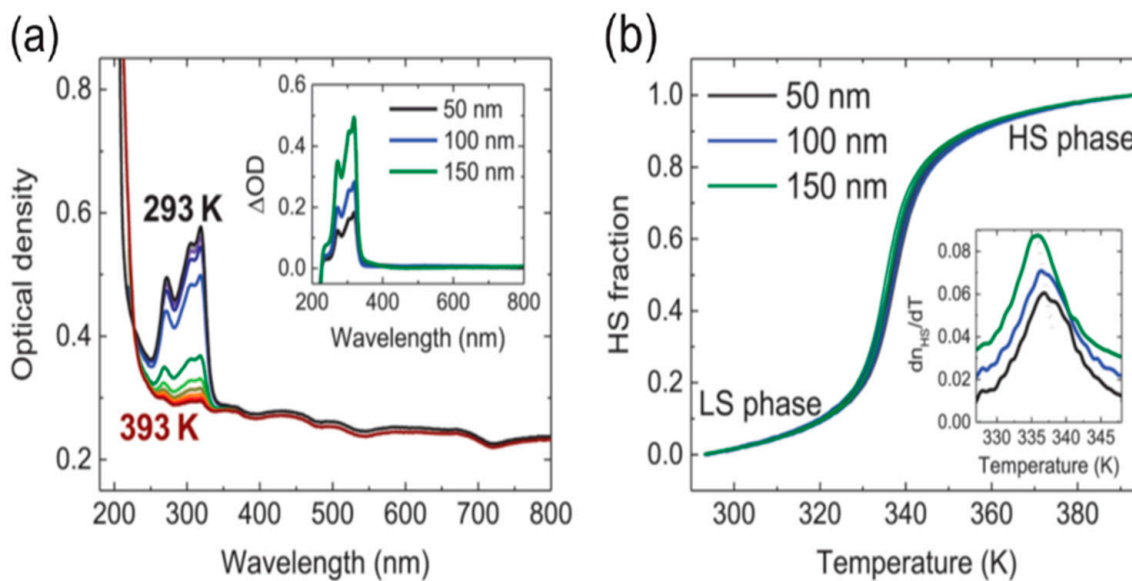 (a)
0.8
0.6
0.4
0.2
Optical density
200 300 400 500 600 700 800
Wavelength (nm)
293 K
393 K
0.6
0.4
0.2
0.0
ΔOD
50 nm
100 nm
150 nm
200 400 600 800
Wavelength (nm)
(b)
1.0
0.8
0.6
0.4
0.2
0.0
HS fraction
50 nm
100 nm
150 nm
HS phase
LS phase
300 320 340 360 380
Temperature (K)
0.08
0.06
0.04
0.02
0.00
dn_HS/dT
330 335 340 345
Temperature (K)